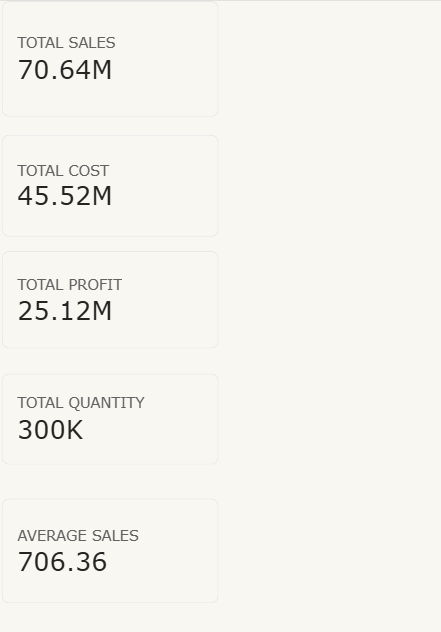 TOTAL SALES
70.64M
TOTAL COST
45.52M
TOTAL PROFIT
25.12M
TOTAL QUANTITY
300K
AVERAGE SALES
706.36